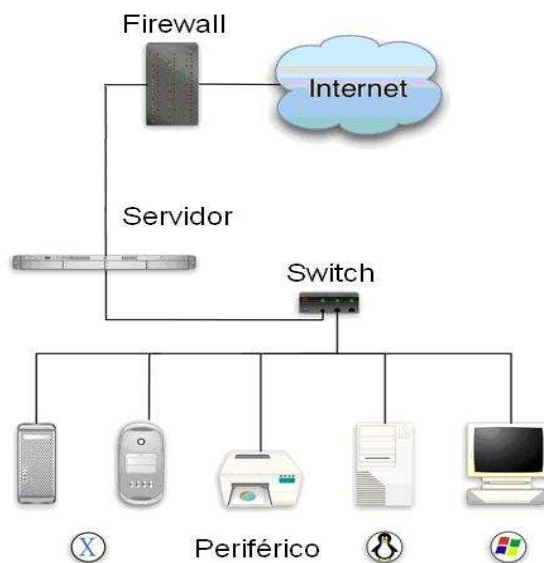 Firewall
Internet
Servidor
Switch
X
Periférico